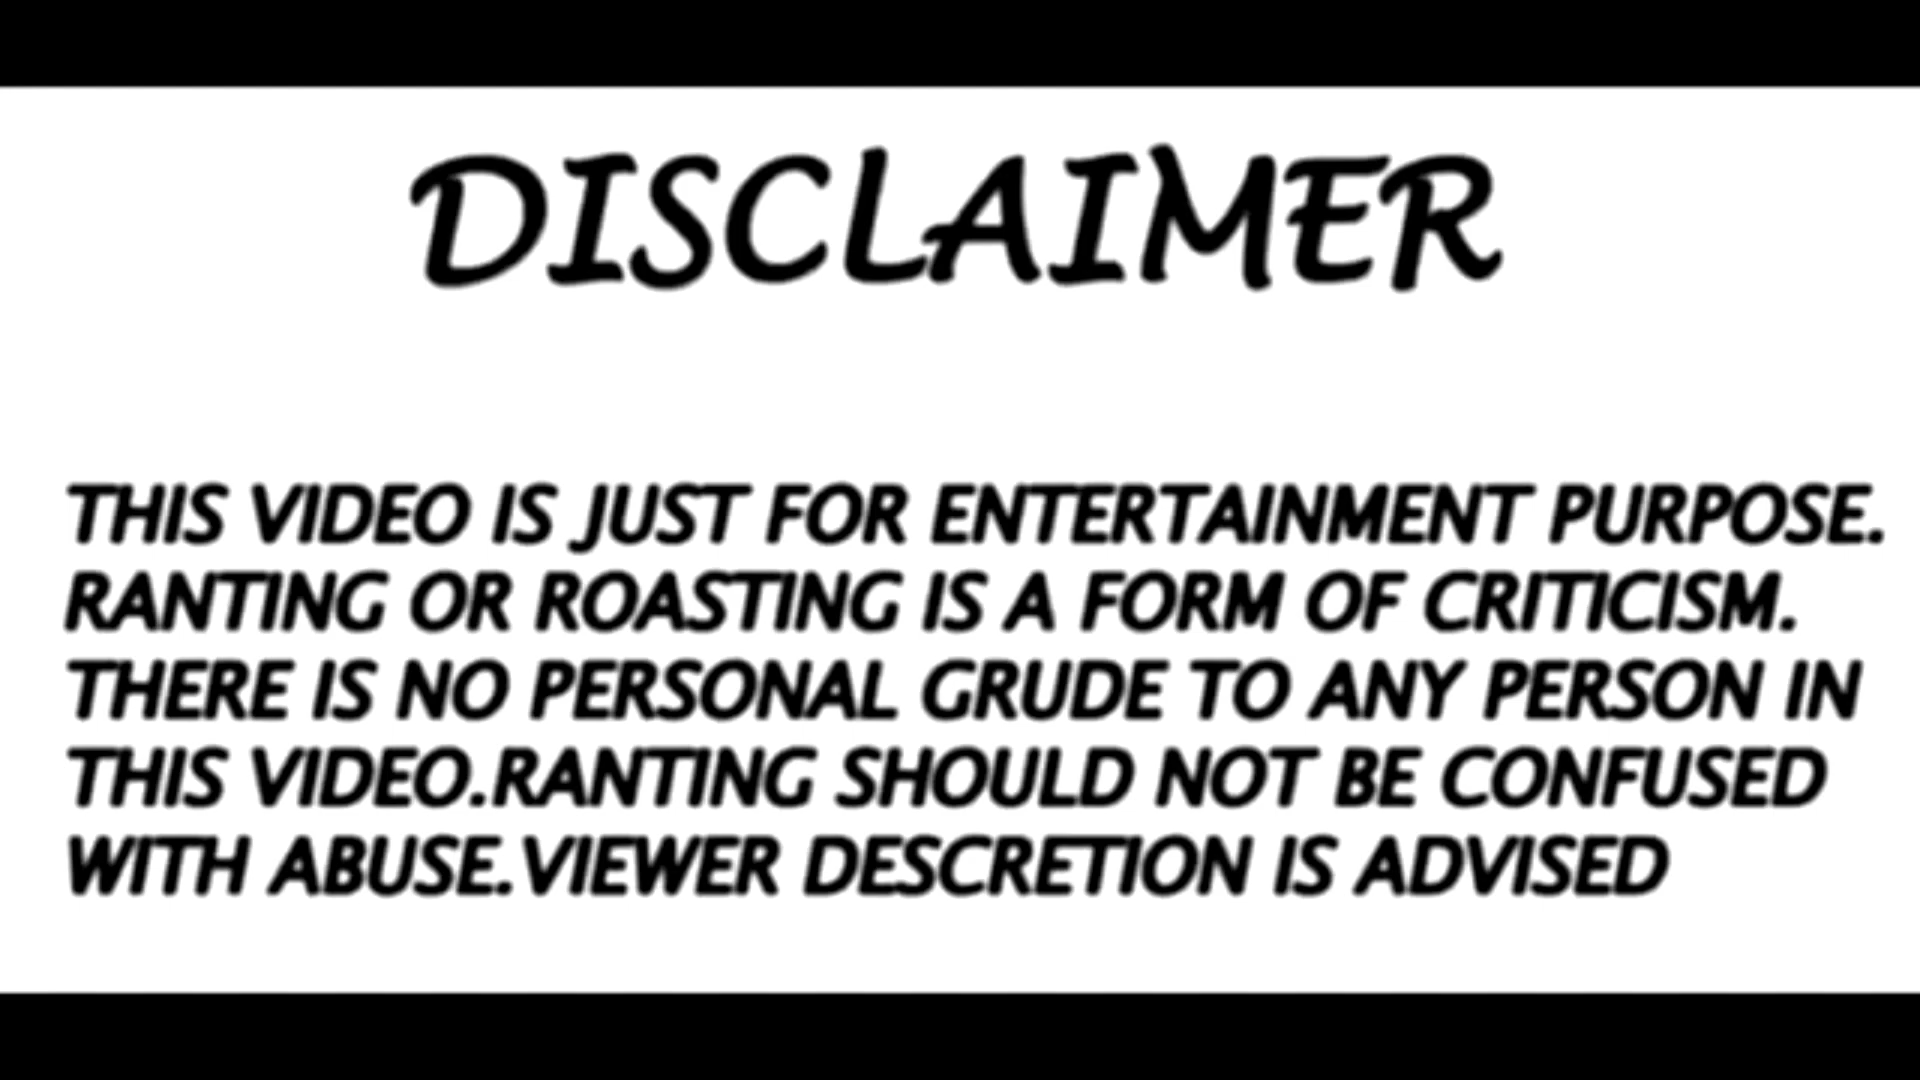 DISCLAIMER
THIS VIDEO IS JUST FOR ENTERTAINMENT PURPOSE.
RANTING OR ROASTING IS A FORM OF CRITICISM.
THERE IS NO PERSONAL GRUDE TO ANY PERSON IN
THIS VIDEO.RANTING SHOULD NOT BE CONFUSED
WITH ABUSE.VIEWER DESCRETION IS ADVISED